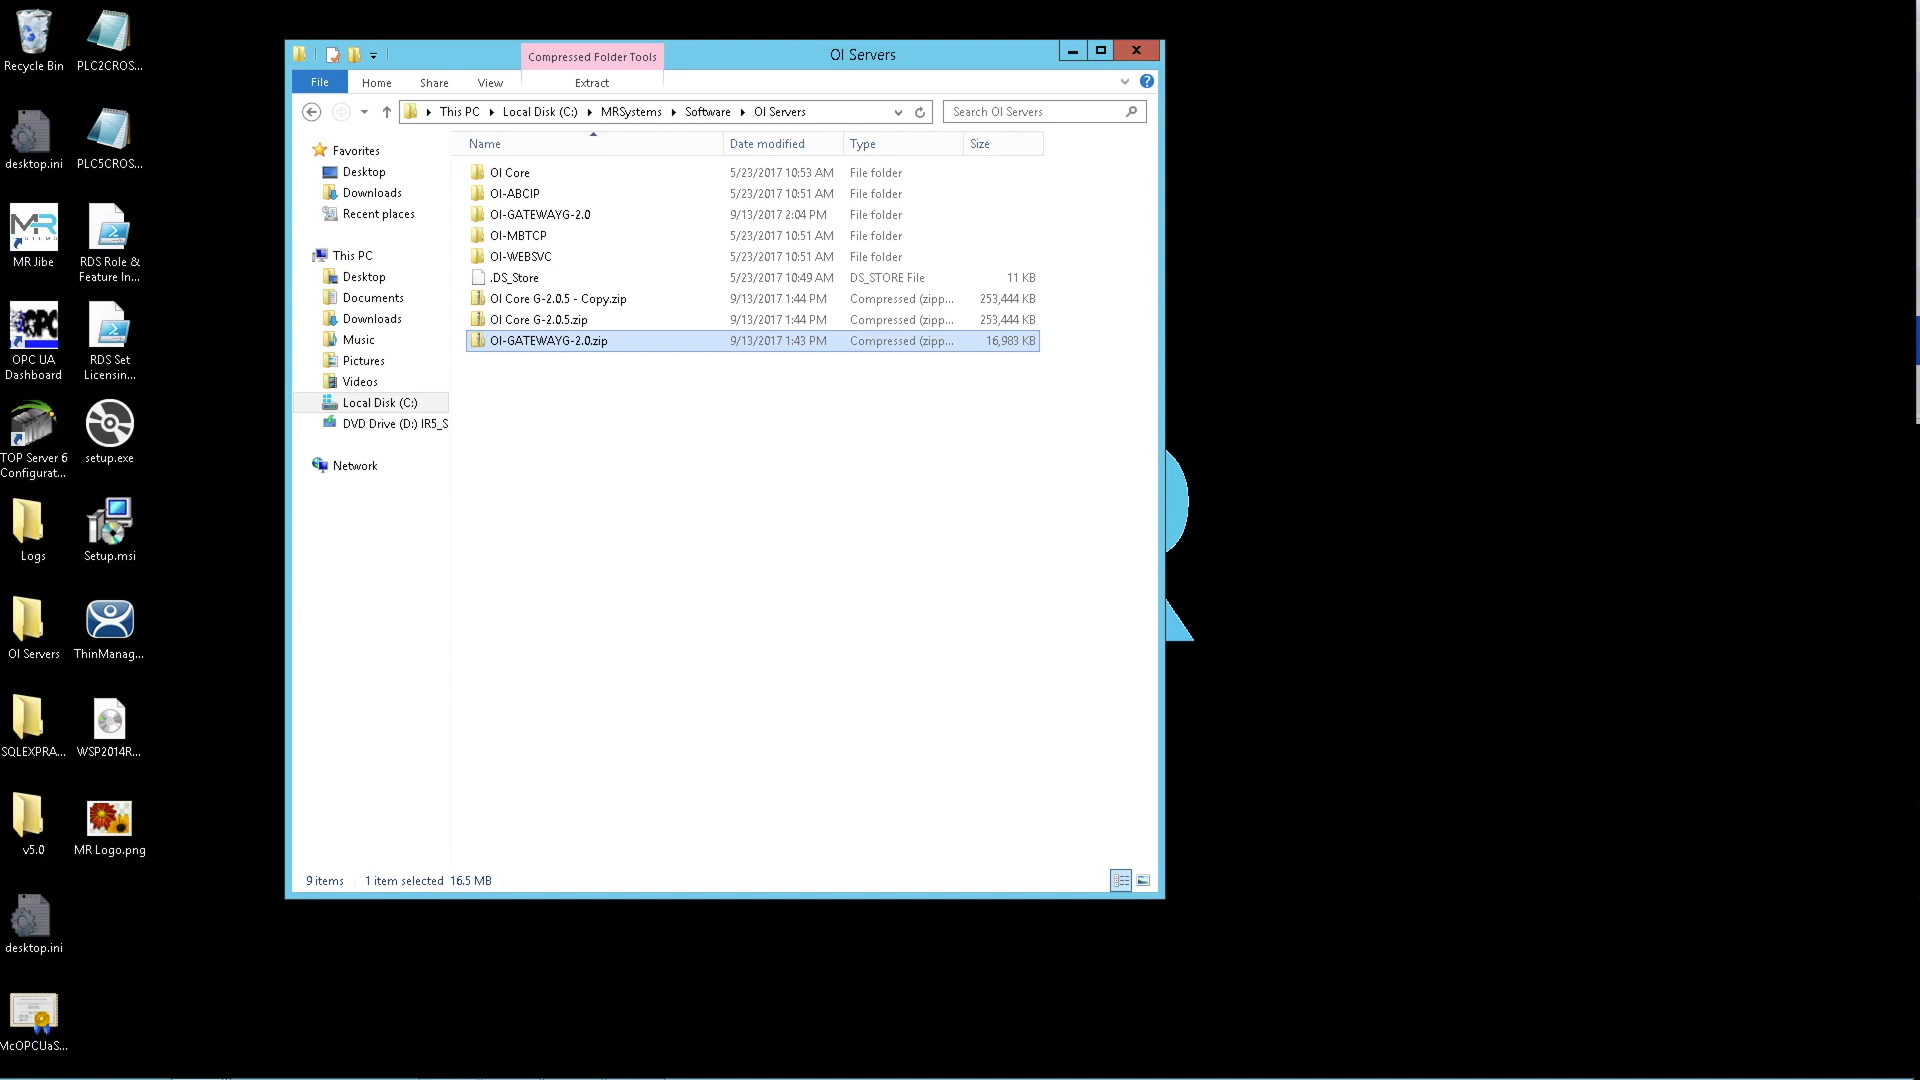 Recycle Bin
PLC2CROS...
desktop.ini
PLC5CROS...
MR Jibe
RDS Role &
Feature In...
OPC UA
Dashboard
RDS Set
Licensin...
TOP Server 6
Configurat...
setup.exe
Logs
Setup.msi
OI Servers
ThinManag...
SQLEXPRA...
WSP2014R...
v5.0
MR Logo.png
desktop.ini
McOPCUaS...
Compressed Folder Tools
OI Servers
File
Home
Share
View
Extract
This PC
Local Disk (C:)
MRSystems
Software
OI Servers
Search OI Servers
Favorites
Desktop
Downloads
Recent places
This PC
Desktop
Documents
Downloads
Music
Pictures
Videos
Local Disk (C:)
DVD Drive (D:) IR5_S
Network
Name Date modified Type Size
OI Core 5/23/2017 10:53 AM File folder
OI-ABCIP 5/23/2017 10:51 AM File folder
OI-GATEWAYG-2.0 9/13/2017 2:04 PM File folder
OI-MBTCP 5/23/2017 10:51 AM File folder
OI-WEBSVC 5/23/2017 10:51 AM File folder
.DS_Store 5/23/2017 10:49 AM DS_STORE File 11 KB
OI Core G-2.0.5 - Copy.zip 9/13/2017 1:44 PM Compressed (zipp... 253,444 KB
OI Core G-2.0.5.zip 9/13/2017 1:44 PM Compressed (zipp... 253,444 KB
OI-GATEWAYG-2.0.zip 9/13/2017 1:43 PM Compressed (zipp... 16,983 KB
9 items 1 item selected 16.5 MB